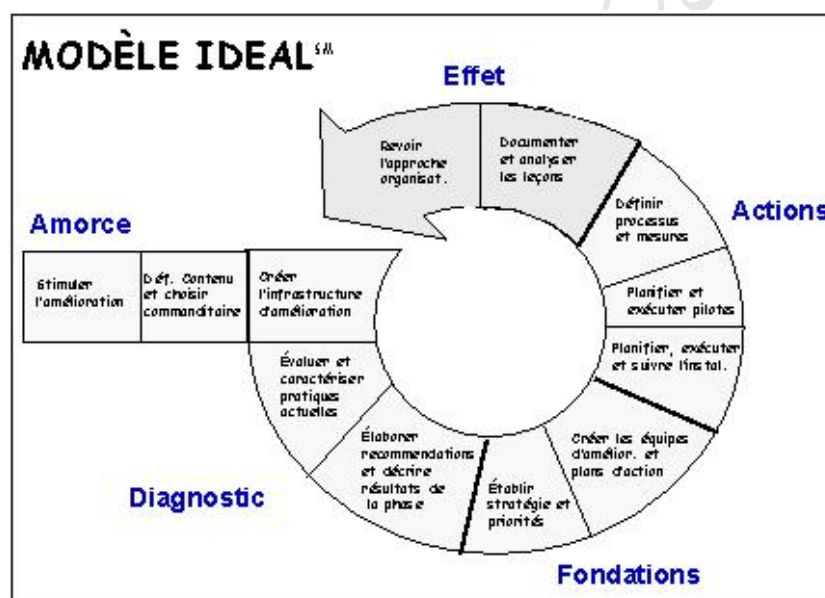 MODÈLE IDEAL SM
Effet
Revoir
l'approche
organisat.
Documenter
et analyser
les leçons
Définir
processus
et mesures
Actions
Amorce
Stimuler
l'amélioration
Déf. Contenu
et choisir
commanditaire
Créer
l'infrastructure
d'amélioration
Planifier et
exécuter pilotes
Planifier, exécuter
et suivre l'instal.
Évaluer et
caractériser
pratiques
actuelles
Élaborer
recommendations
et décrire
résultats de
la phase
Créer les équipes
d'amélior. et
plans d'action
Établir
stratégie et
priorités
Diagnostic
Fondations